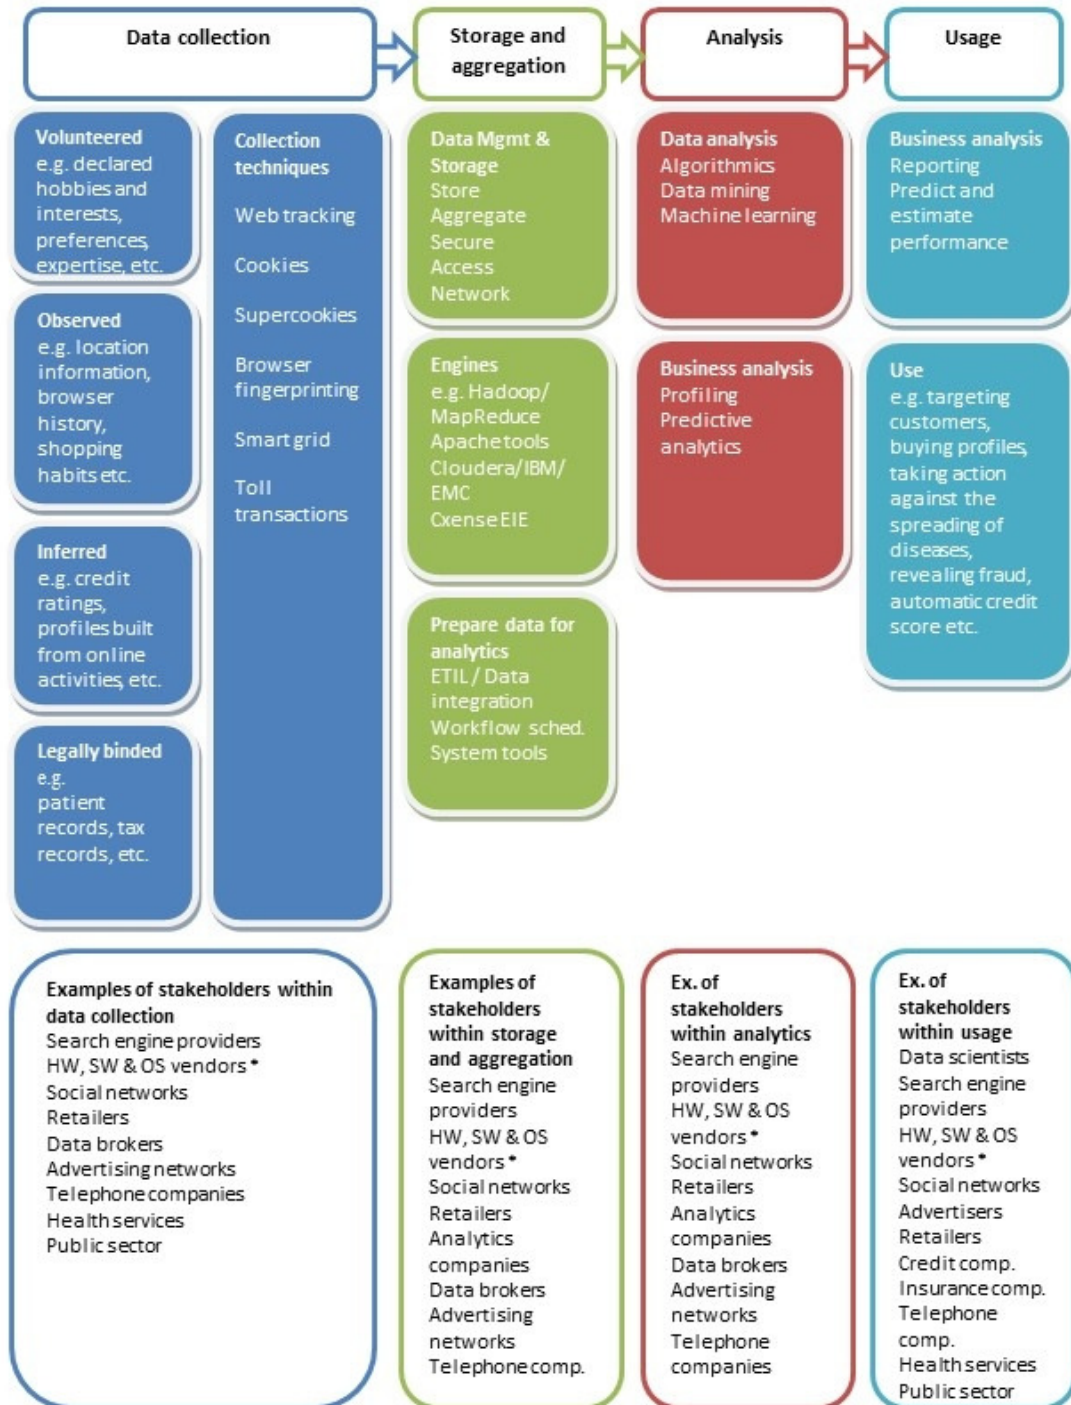 Data collection
Storage and
aggregation
Analysis
Usage
Volunteered
e.g. declared
hobbies and
interests,
preferences,
expertise, etc.
Observed
e.g. location
information,
browser
history,
shopping
habits etc.
Inferred
e.g. credit
ratings,
profiles built
from online
activities, etc.
Legally binded
e.g.
patient
records, tax
records, etc.
Collection
techniques
Web tracking
Cookies
Supercookies
Browser
fingerprinting
Smart grid
Toll
transactions
Data Mgmt &
Storage
Store
Aggregate
Secure
Access
Network
Engines
e.g. Hadoop/
MapReduce
Apache tools
Cloudera/IBM/
EMC
Cxense EIE
Prepare data for
analytics
ETIL / Data
integration
Workflow sched.
System tools
Data analysis
Algorithmics
Data mining
Machine learning
Business analysis
Profiling
Predictive
analytics
Business analysis
Reporting
Predict and
estimate
performance
Use
e.g. targeting
customers,
buying profiles,
taking action
against the
spreading of
diseases,
revealing fraud,
automatic credit
score etc.
Examples of stakeholders within
data collection
Search engine providers
HW, SW & OS vendors *
Social networks
Retailers
Data brokers
Advertising networks
Telephone companies
Health services
Public sector
Examples of
stakeholders
within storage
and aggregation
Search engine
providers
HW, SW & OS
vendors *
Social networks
Retailers
Analytics
companies
Data brokers
Advertising
networks
Telephone comp.
Ex. of
stakeholders
within analytics
Search engine
providers
HW, SW & OS
vendors *
Social networks
Retailers
Analytics
companies
Data brokers
Advertising
networks
Telephone
companies
Ex. of
stakeholders
within usage
Data scientists
Search engine
providers
HW, SW & OS
vendors *
Social networks
Advertisers
Retailers
Credit comp.
Insurance comp.
Telephone
comp.
Health services
Public sector